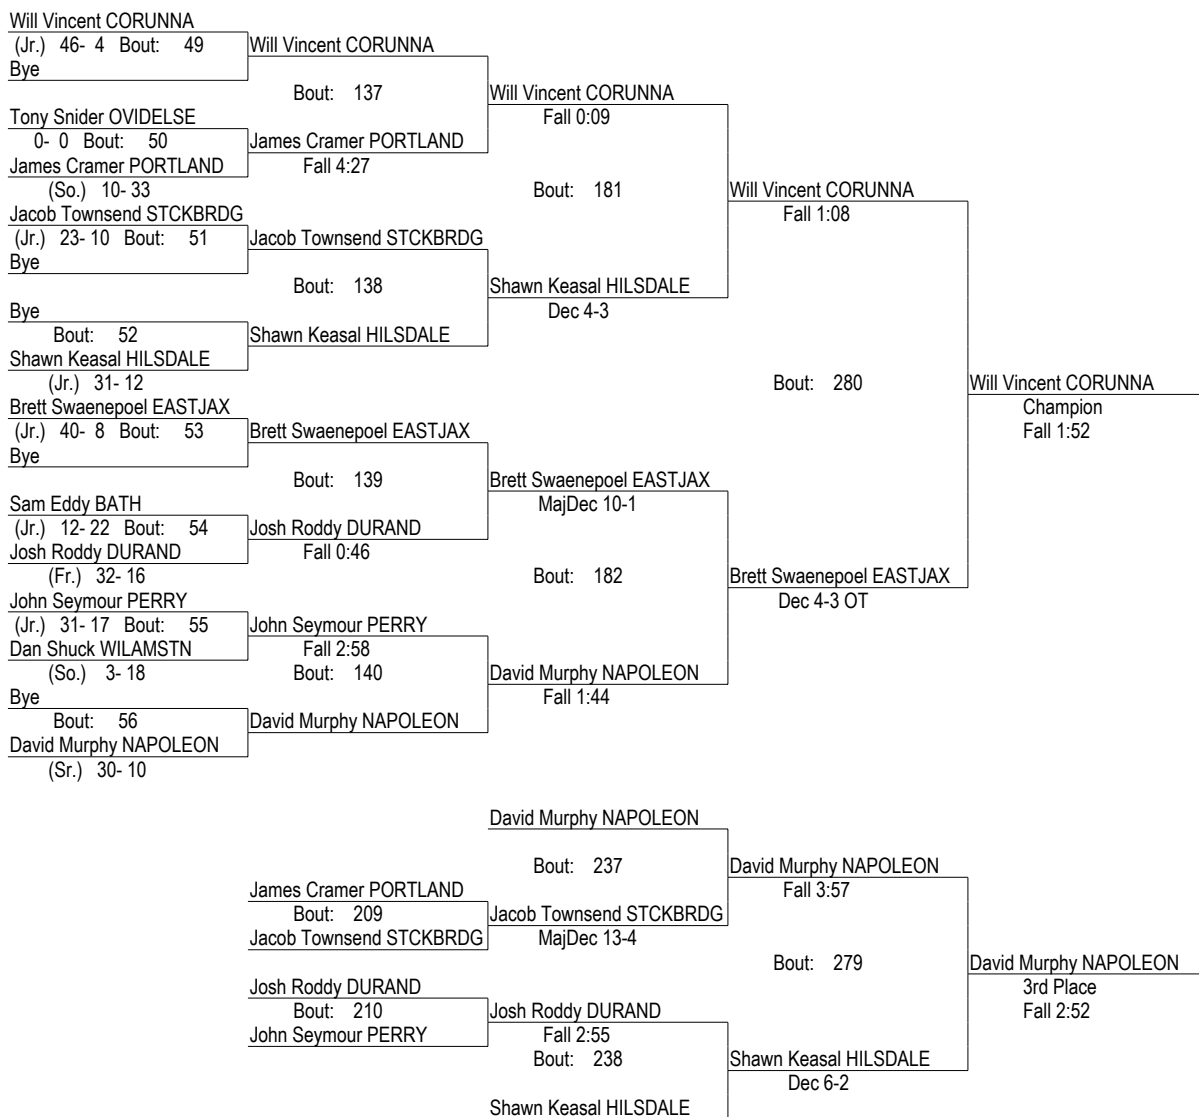 Will Vincent CORUNNA
(Jr.) 46- 4 Bout: 49
Will Vincent CORUNNA
Bye
Bout: 137
Will Vincent CORUNNA
Fall 0:09
Tony Snider OVIDELSE
0- 0 Bout: 50
James Cramer PORTLAND
Fall 4:27
James Cramer PORTLAND
(So.) 10- 33
Bout: 181
Will Vincent CORUNNA
Fall 1:08
Jacob Townsend STCKBRDG
(Jr.) 23- 10 Bout: 51
Jacob Townsend STCKBRDG
Bye
Bout: 138
Shawn Keasal HILSDALE
Dec 4-3
Bye
Bout: 52
Shawn Keasal HILSDALE
Shawn Keasal HILSDALE
(Jr.) 31- 12
Bout: 280
Will Vincent CORUNNA
Champion
Fall 1:52
Brett Swaenepoel EASTJAX
(Jr.) 40- 8 Bout: 53
Brett Swaenepoel EASTJAX
Bye
Bout: 139
Brett Swaenepoel EASTJAX
MajDec 10-1
Sam Eddy BATH
(Jr.) 12- 22 Bout: 54
Josh Roddy DURAND
Fall 0:46
Josh Roddy DURAND
(Fr.) 32- 16
Bout: 182
Brett Swaenepoel EASTJAX
Dec 4-3 OT
John Seymour PERRY
(Jr.) 31- 17 Bout: 55
John Seymour PERRY
Fall 2:58
Dan Shuck WILAMSTN
(So.) 3- 18
Bout: 140
David Murphy NAPOLEON
Fall 1:44
Bye
Bout: 56
David Murphy NAPOLEON
David Murphy NAPOLEON
(Sr.) 30- 10
David Murphy NAPOLEON
Bout: 237
David Murphy NAPOLEON
Fall 3:57
James Cramer PORTLAND
Bout: 209
Jacob Townsend STCKBRDG
MajDec 13-4
Jacob Townsend STCKBRDG
Bout: 279
David Murphy NAPOLEON
3rd Place
Fall 2:52
Josh Roddy DURAND
Bout: 210
Josh Roddy DURAND
Fall 2:55
John Seymour PERRY
Bout: 238
Shawn Keasal HILSDALE
Dec 6-2
Shawn Keasal HILSDALE